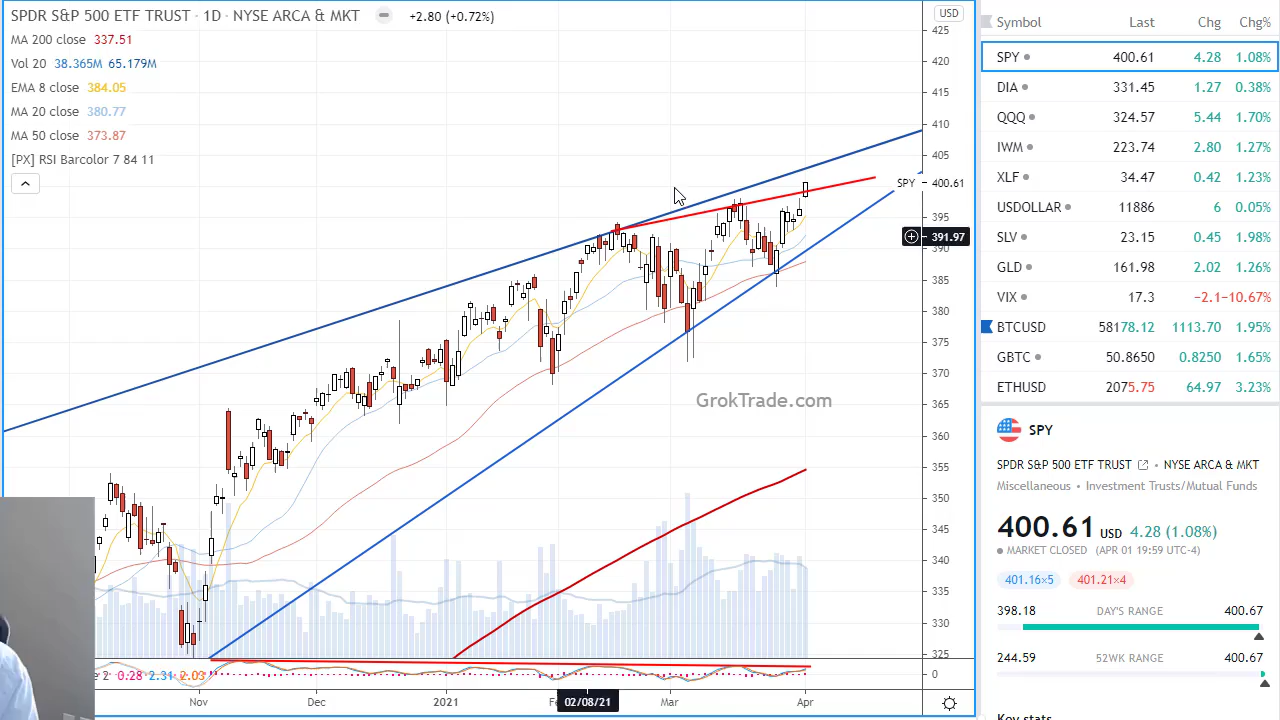 SPDR S&P 500 ETF TRUST · 1D · NYSE ARCA & MKT +2.80 (+0.72%)
MA 200 close 337.51
Vol 20 38.365M 65.179M
EMA 8 close 384.05
MA 20 close 380.77
MA 50 close 373.87
[PX] RSI Barcolor 7 84 11
USD
425
420
415
410
405
SPY 400.61
395
391.97
390
385
380
375
370
365
360
355
350
345
340
335
330
325
0
GrokTrade.com
e 2 0.28 2.31 2.03
Nov Dec 2021 Fe 02/08/21 Mar Apr
Symbol Last Chg Chg%
SPY 400.61 4.28 1.08%
DIA 331.45 1.27 0.38%
QQQ 324.57 5.44 1.70%
IWM 223.74 2.80 1.27%
XLF 34.47 0.42 1.23%
USDOLLAR 11886 6 0.05%
SLV 23.15 0.45 1.98%
GLD 161.98 2.02 1.26%
VIX 17.3 −2.1 −10.67%
BTCUSD 58178.12 1113.70 1.95%
GBTC 50.8650 0.8250 1.65%
ETHUSD 2075.75 64.97 3.23%
SPY
SPDR S&P 500 ETF TRUST • NYSE ARCA & MKT
Miscellaneous • Investment Trusts/Mutual Funds
400.61 USD 4.28 (1.08%)
MARKET CLOSED (APR 01 19:59 UTC-4)
401.16×5 401.21×4
398.18 DAY'S RANGE 400.67
244.59 52WK RANGE 400.67
Key stats